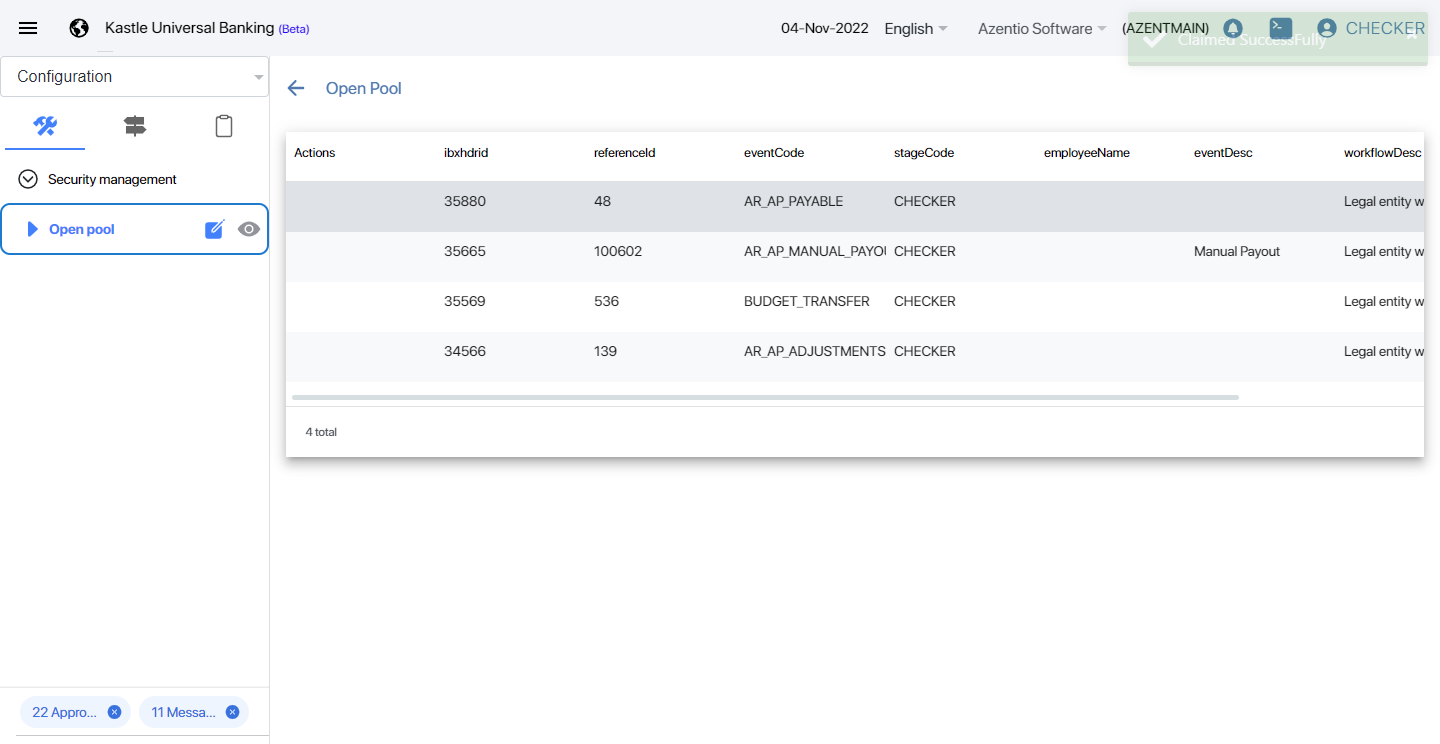 Kastle Universal Banking (Beta)
04-Nov-2022 English Azentio Software (AZENTMAIN) CHECKER
Claimed SuccessFully
Configuration
Open Pool
Security management
Open pool
Actions ibxhdrid referenceId eventCode stageCode employeeName eventDesc workflowDesc
35880 48 AR_AP_PAYABLE CHECKER Legal entity w
35665 100602 AR_AP_MANUAL_PAYOU CHECKER Manual Payout Legal entity w
35569 536 BUDGET_TRANSFER CHECKER Legal entity w
34566 139 AR_AP_ADJUSTMENTS CHECKER Legal entity w
4 total
22 Appro... 11 Messa...